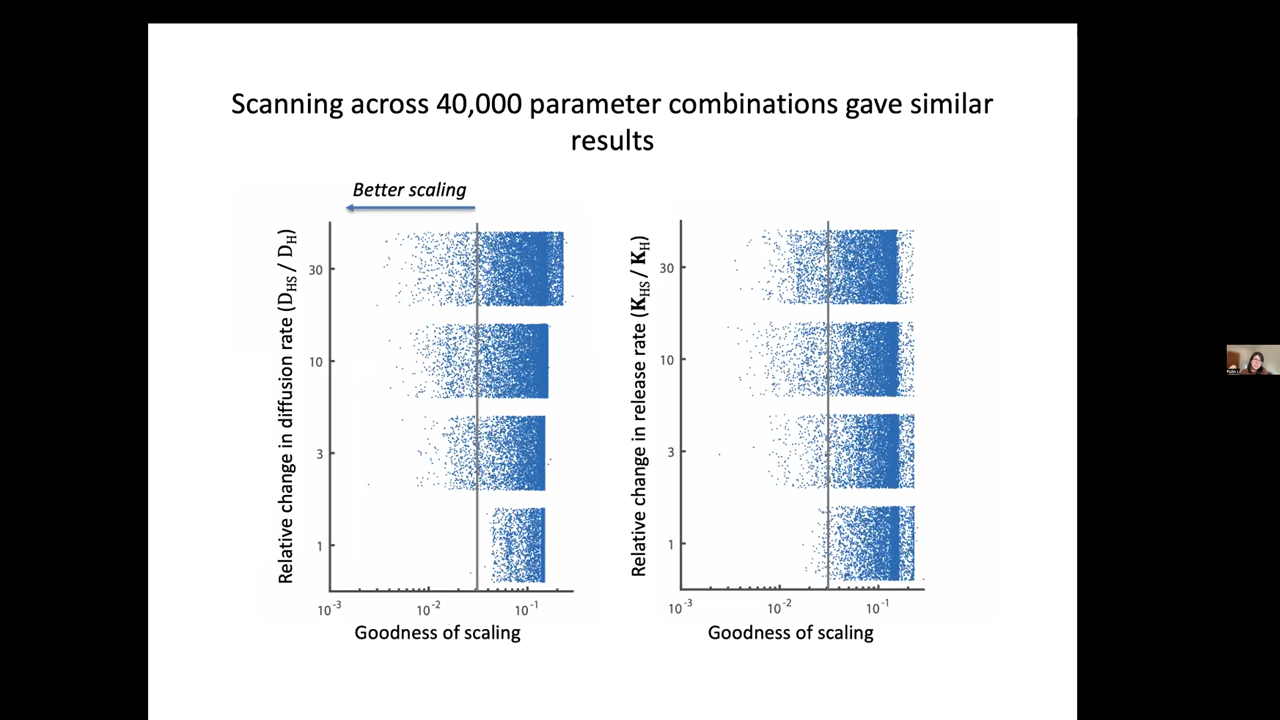 Scanning across 40,000 parameter combinations gave similar
results
Better scaling
Relative change in diffusion rate (D_HS / D_H)
30
10
3
1
10^-3
10^-2
10^-1
Goodness of scaling
Relative change in release rate (K_HS / K_H)
30
10
3
1
10^-3
10^-2
10^-1
Goodness of scaling